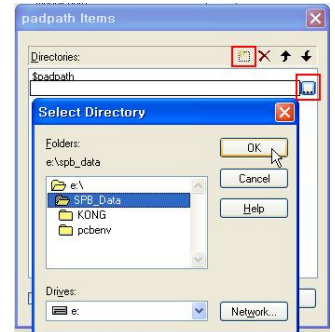 padpath Items
Directories:
$padpath
Select Directory
Folders:
OK
e:\spb_data
Cancel
e:\
SPB_Data
Help
KONG
pcbenv
Drives:
e:
Network...